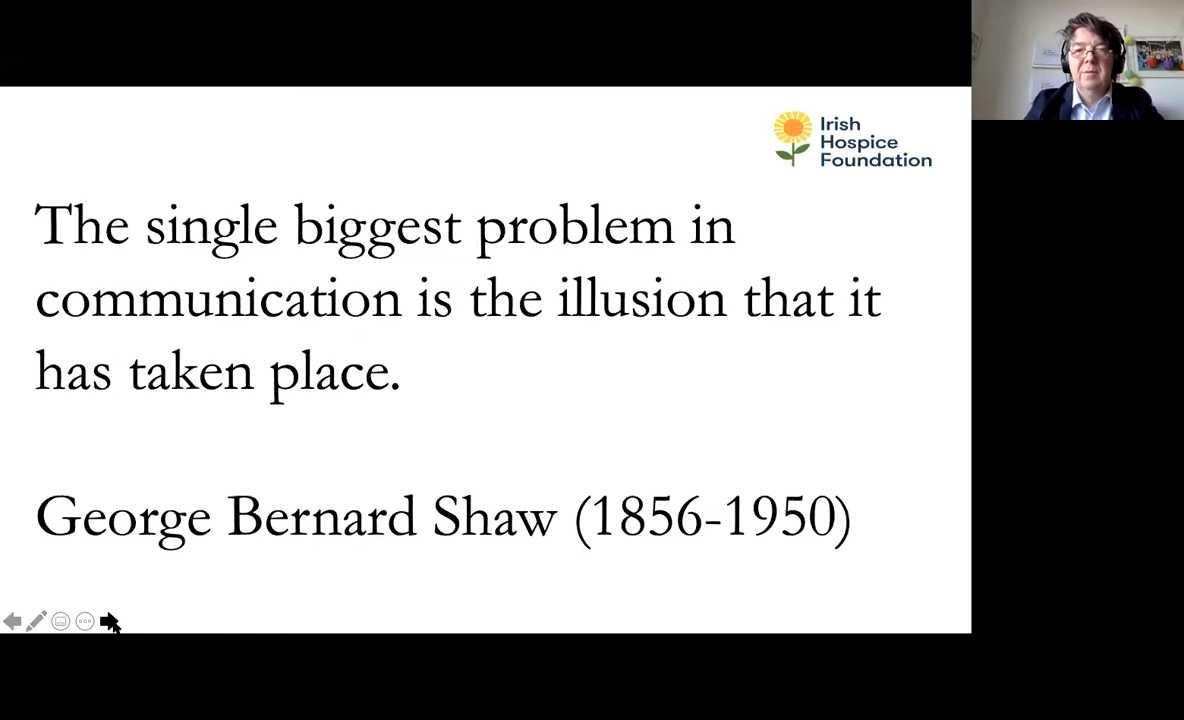 Irish
Hospice
Foundation
The single biggest problem in
communication is the illusion that it
has taken place.
George Bernard Shaw (1856-1950)